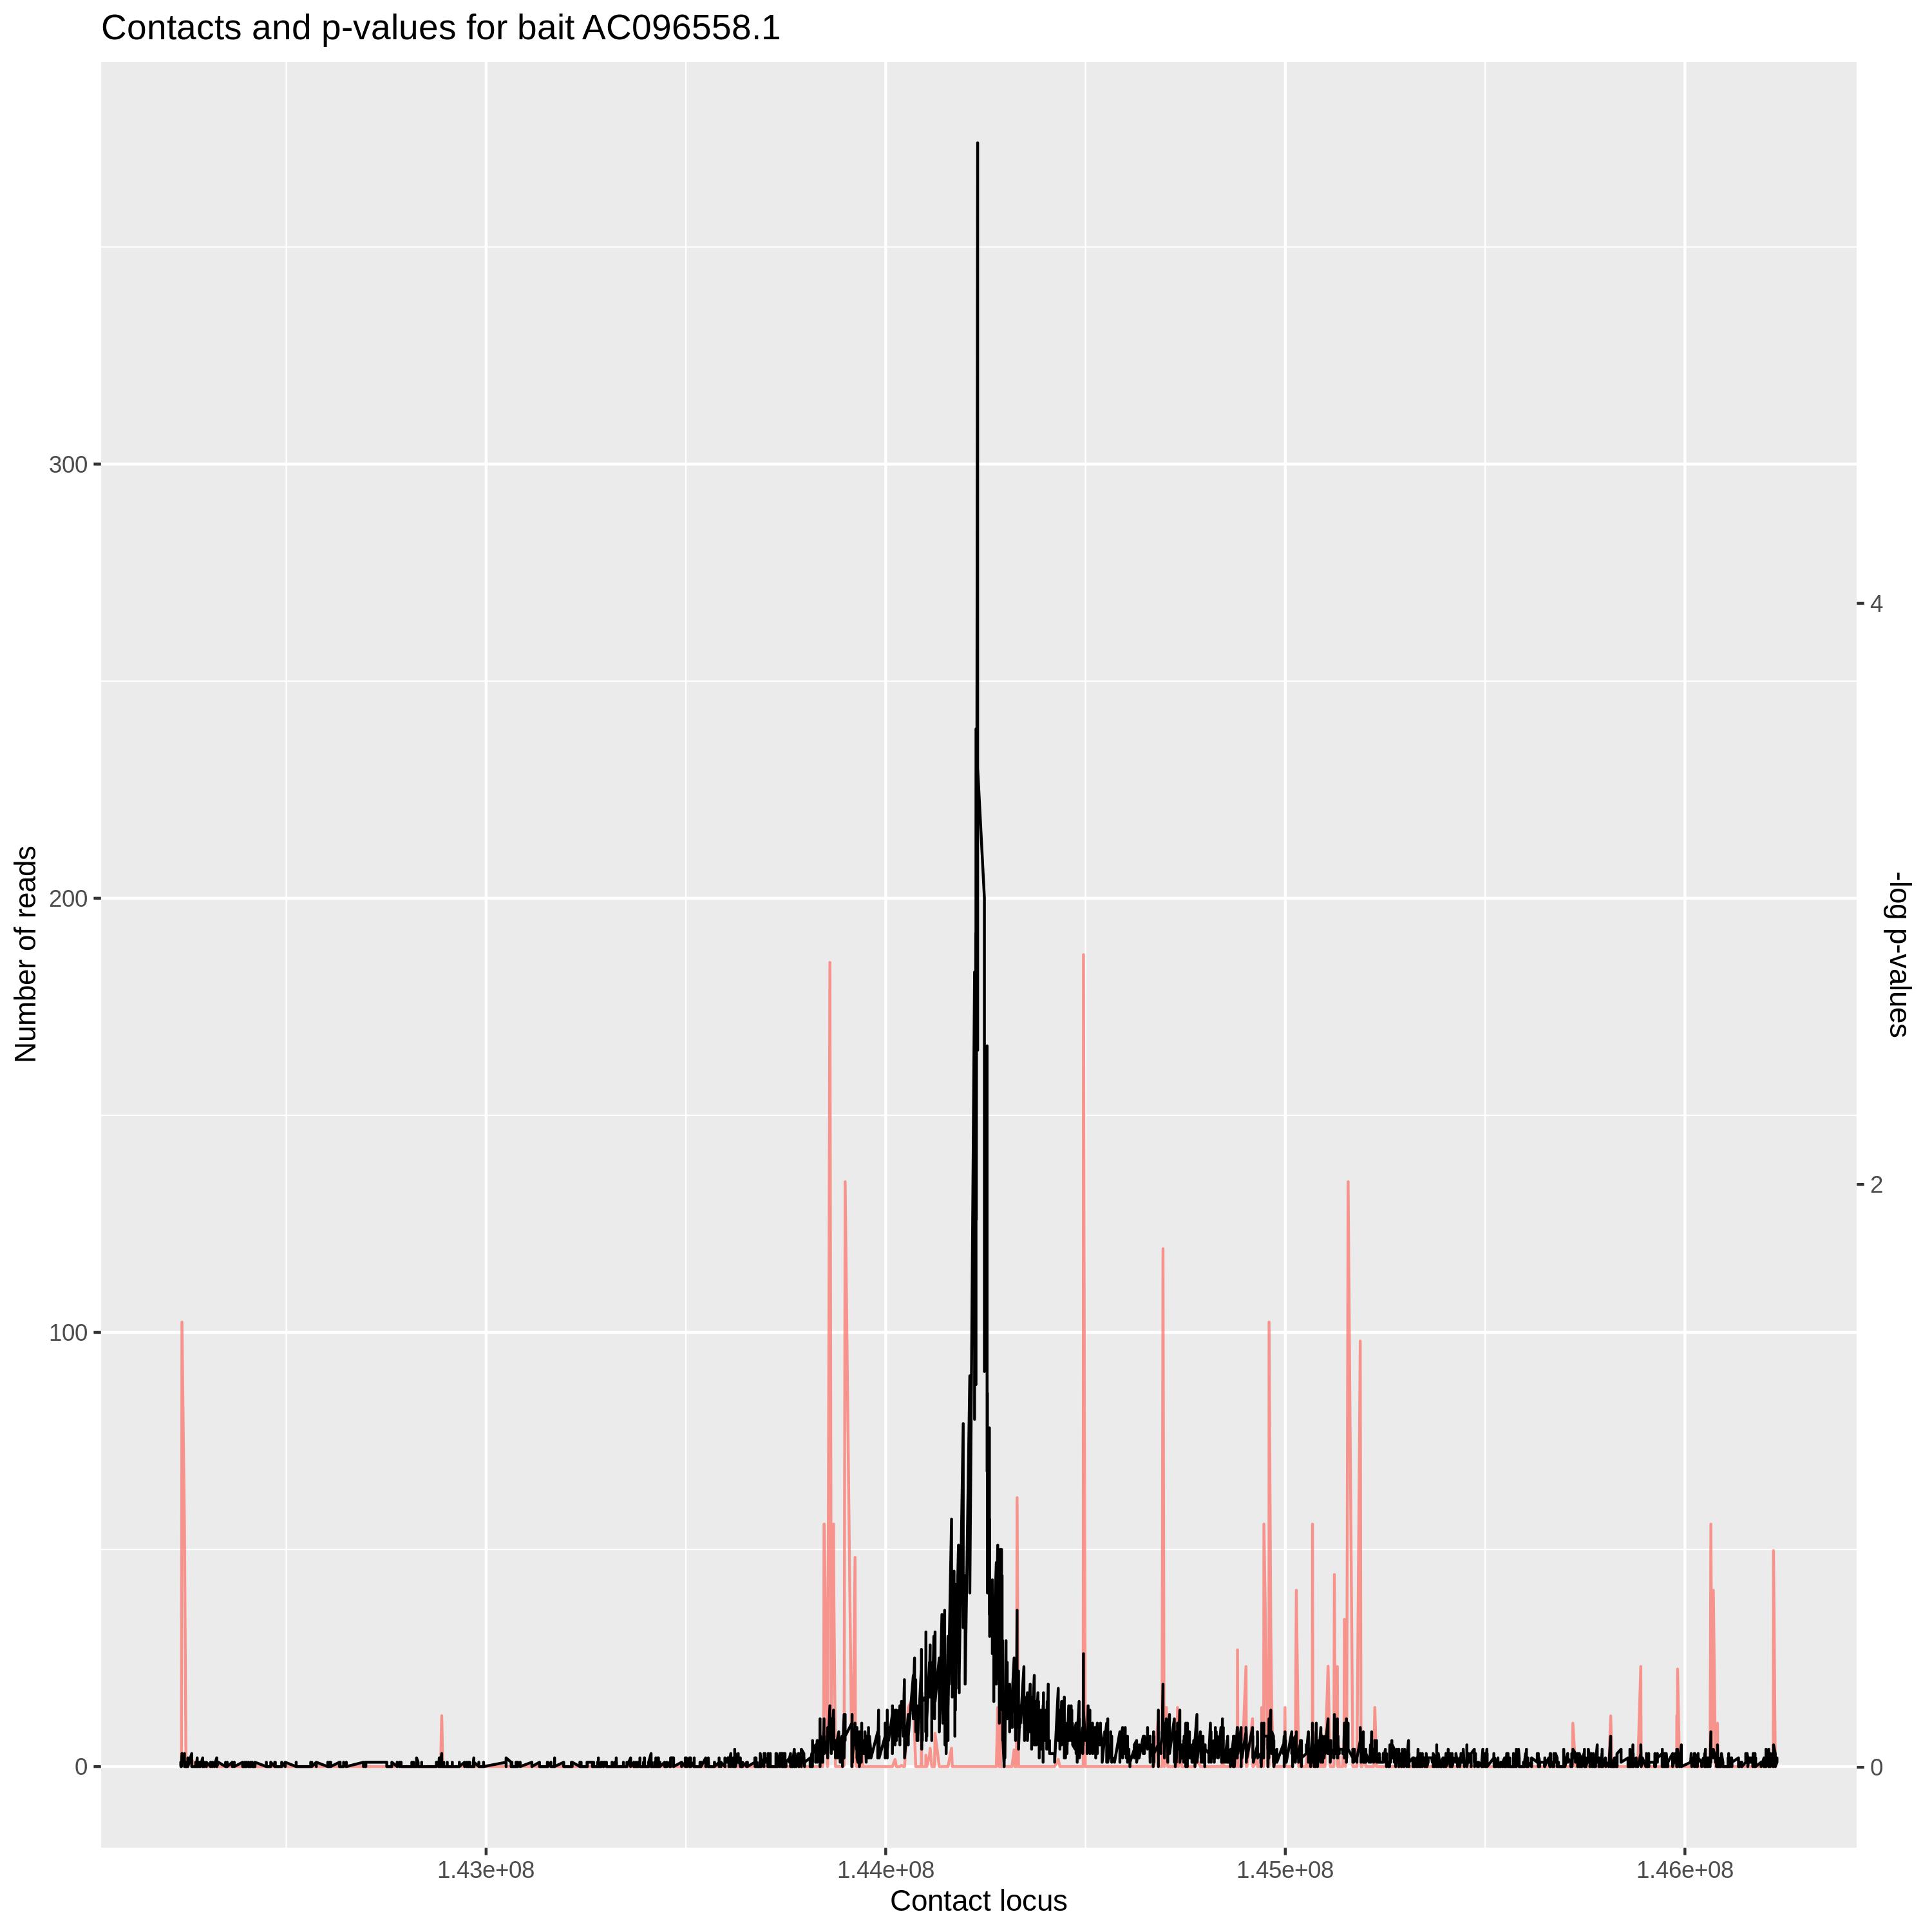 Contacts and p-values for bait AC096558.1
Number of reads
300
200
100
0
4
2
0
-log p-values
1.43e+08
1.44e+08
1.45e+08
1.46e+08
Contact locus